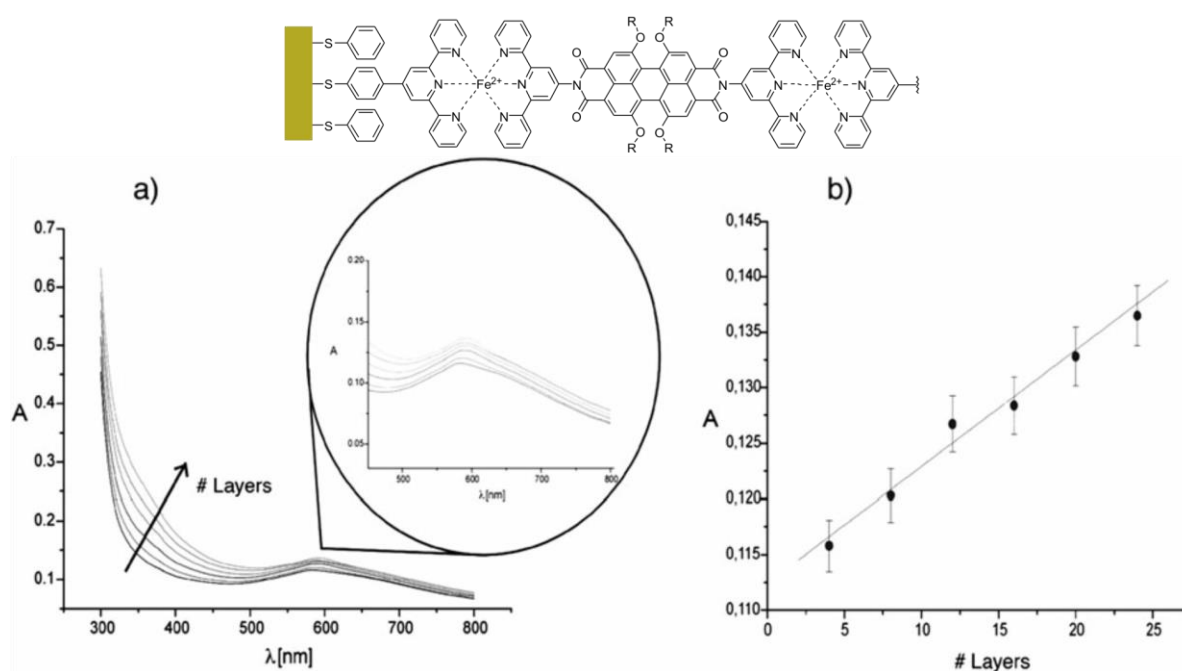 R R R R
O O O O
S N N O O N N
S N Fe2+ N N N N Fe2+ N
S N N O O N N
O O O O
R R R R
a)
0.7
0.6
0.5
A 0.4
0.3
0.2
0.1
# Layers
300 400 500 600 700 800
λ[nm]
0.20
0.15
A
0.10
0.05
500 600 700 800
λ[nm]
b)
0,145
0,140
0,135
0,130
A
0,125
0,120
0,115
0,110
0 5 10 15 20 25
# Layers